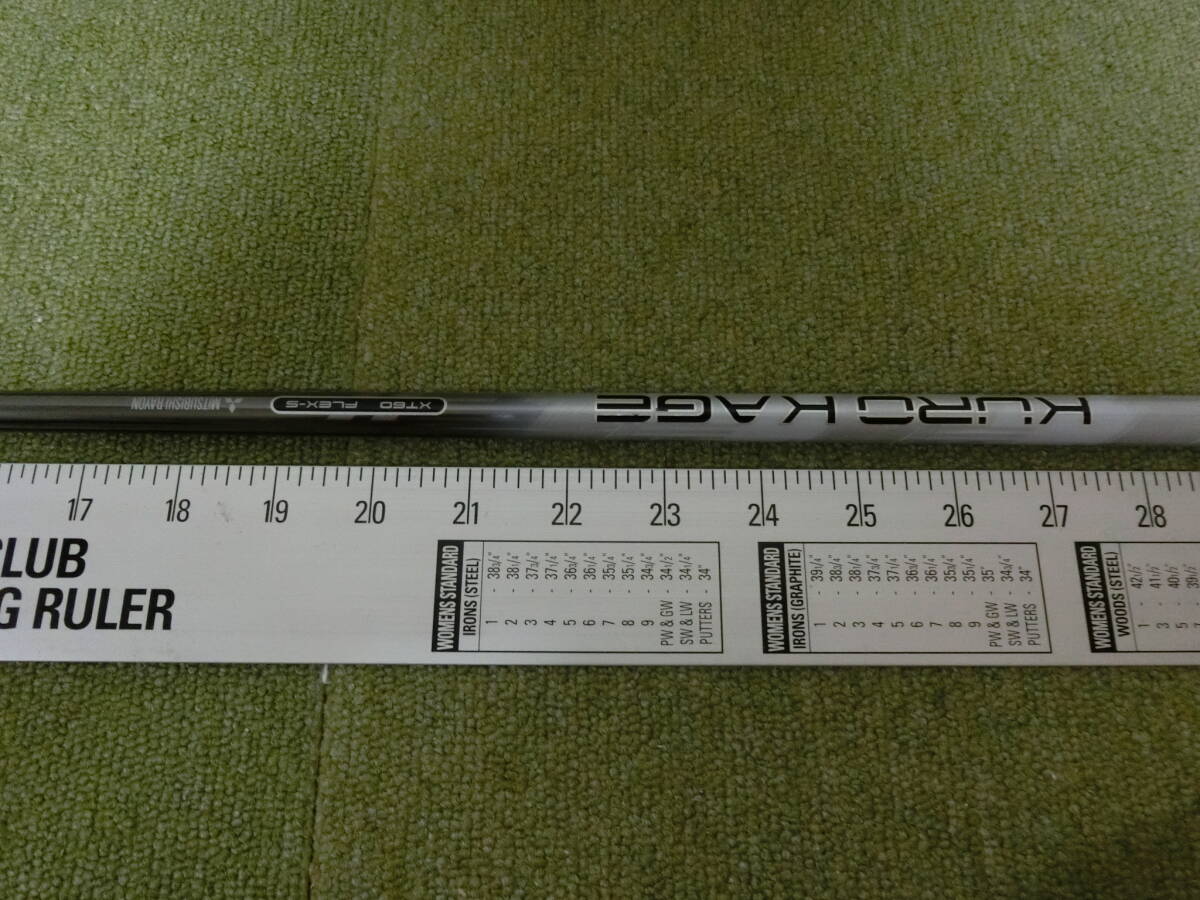 KURO KAGE
XT60 FLEX-S
MITSUBISHI RAYON
17 18 19 20 21 22 23 24 25 26 27 28
CLUB
G RULER
WOMENS STANDARD
IRONS (STEEL)
1 - 38 3/4"
2 - 38 1/4"
3 - 37 3/4"
4 - 37 1/4"
5 - 36 3/4"
6 - 36 1/4"
7 - 35 3/4"
8 - 35 1/4"
9 - 34 3/4"
PW & GW - 34 1/2"
SW & LW - 34 1/4"
PUTTERS - 34"
WOMENS STANDARD
IRONS (GRAPHITE)
1 - 39 1/4"
2 - 38 3/4"
3 - 38 1/4"
4 - 37 3/4"
5 - 37 1/4"
6 - 36 3/4"
7 - 36 1/4"
8 - 35 3/4"
9 - 35 1/4"
PW & GW - 35"
SW & LW - 34 3/4"
PUTTERS - 34"
WOMENS STANDARD
WOODS (STEEL)
1 - 42 1/2"
3 - 41 1/2"
5 - 40 1/2"
7 - 39 1/2"